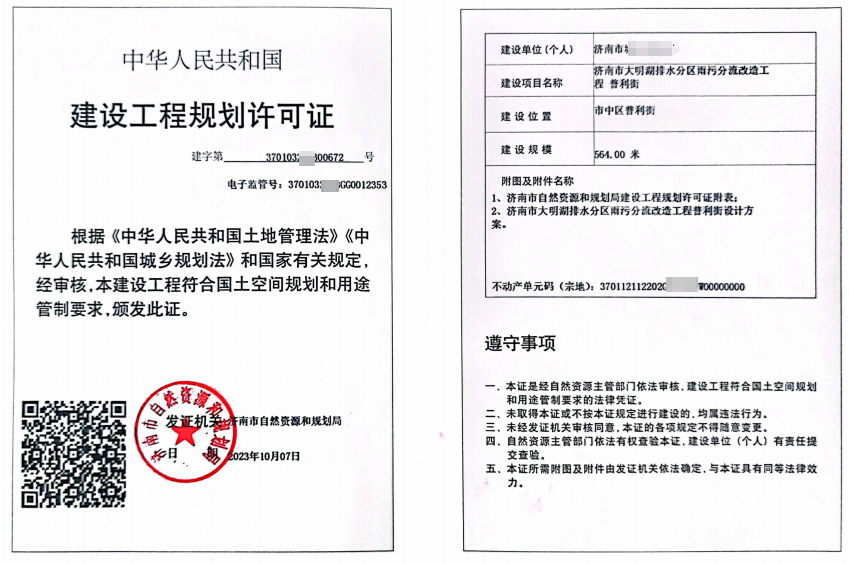 中华人民共和国
建设工程规划许可证
建字第 370103 300672 号
电子监管号: 370103 GG0012353
根据《中华人民共和国土地管理法》《中
华人民共和国城乡规划法》和国家有关规定，
经审核，本建设工程符合国土空间规划和用途
管制要求，颁发此证。
济南市自然资源和规划局
发证机关 济南市自然资源和规划局
日 期 2023年10月07日
建设单位(个人) 济南市
建设项目名称 济南市大明湖排水分区雨污分流改造工
程 普利街
建设位置 市中区普利街
建设规模 564.00 米
附图及附件名称
1、济南市自然资源和规划局建设工程规划许可证附表;
2、济南市大明湖排水分区雨污分流改造工程普利街设计方
案。
不动产单元码（宗地）: 370112112202G W00000000
遵守事项
一、本证是经自然资源主管部门依法审核，建设工程符合国土空间规划
和用途管制要求的法律凭证。
二、未取得本证或不按本证规定进行建设的，均属违法行为。
三、未经发证机关审核同意，本证的各项规定不得随意变更。
四、自然资源主管部门依法有权查验本证，建设单位（个人）有责任提
交查验。
五、本证所需附图及附件由发证机关依法确定，与本证具有同等法律效
力。